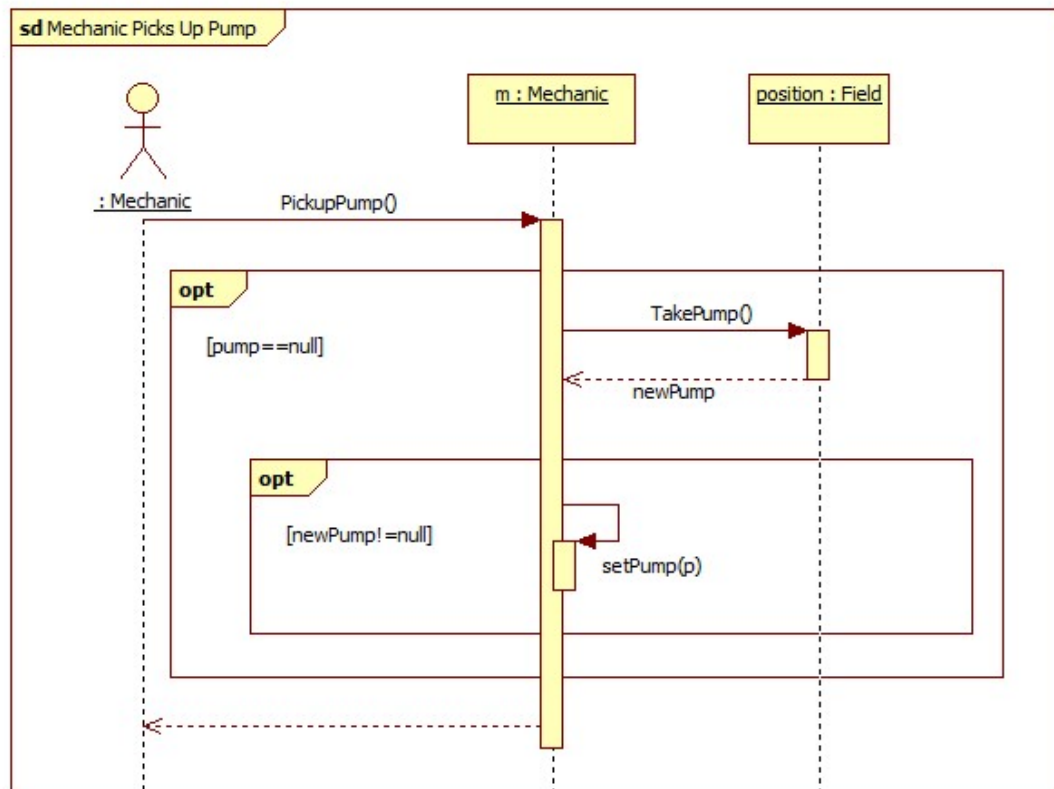 sd Mechanic Picks Up Pump
m : Mechanic
position : Field
: Mechanic
PickupPump()
opt
TakePump()
[pump==null]
newPump
opt
[newPump!=null]
setPump(p)